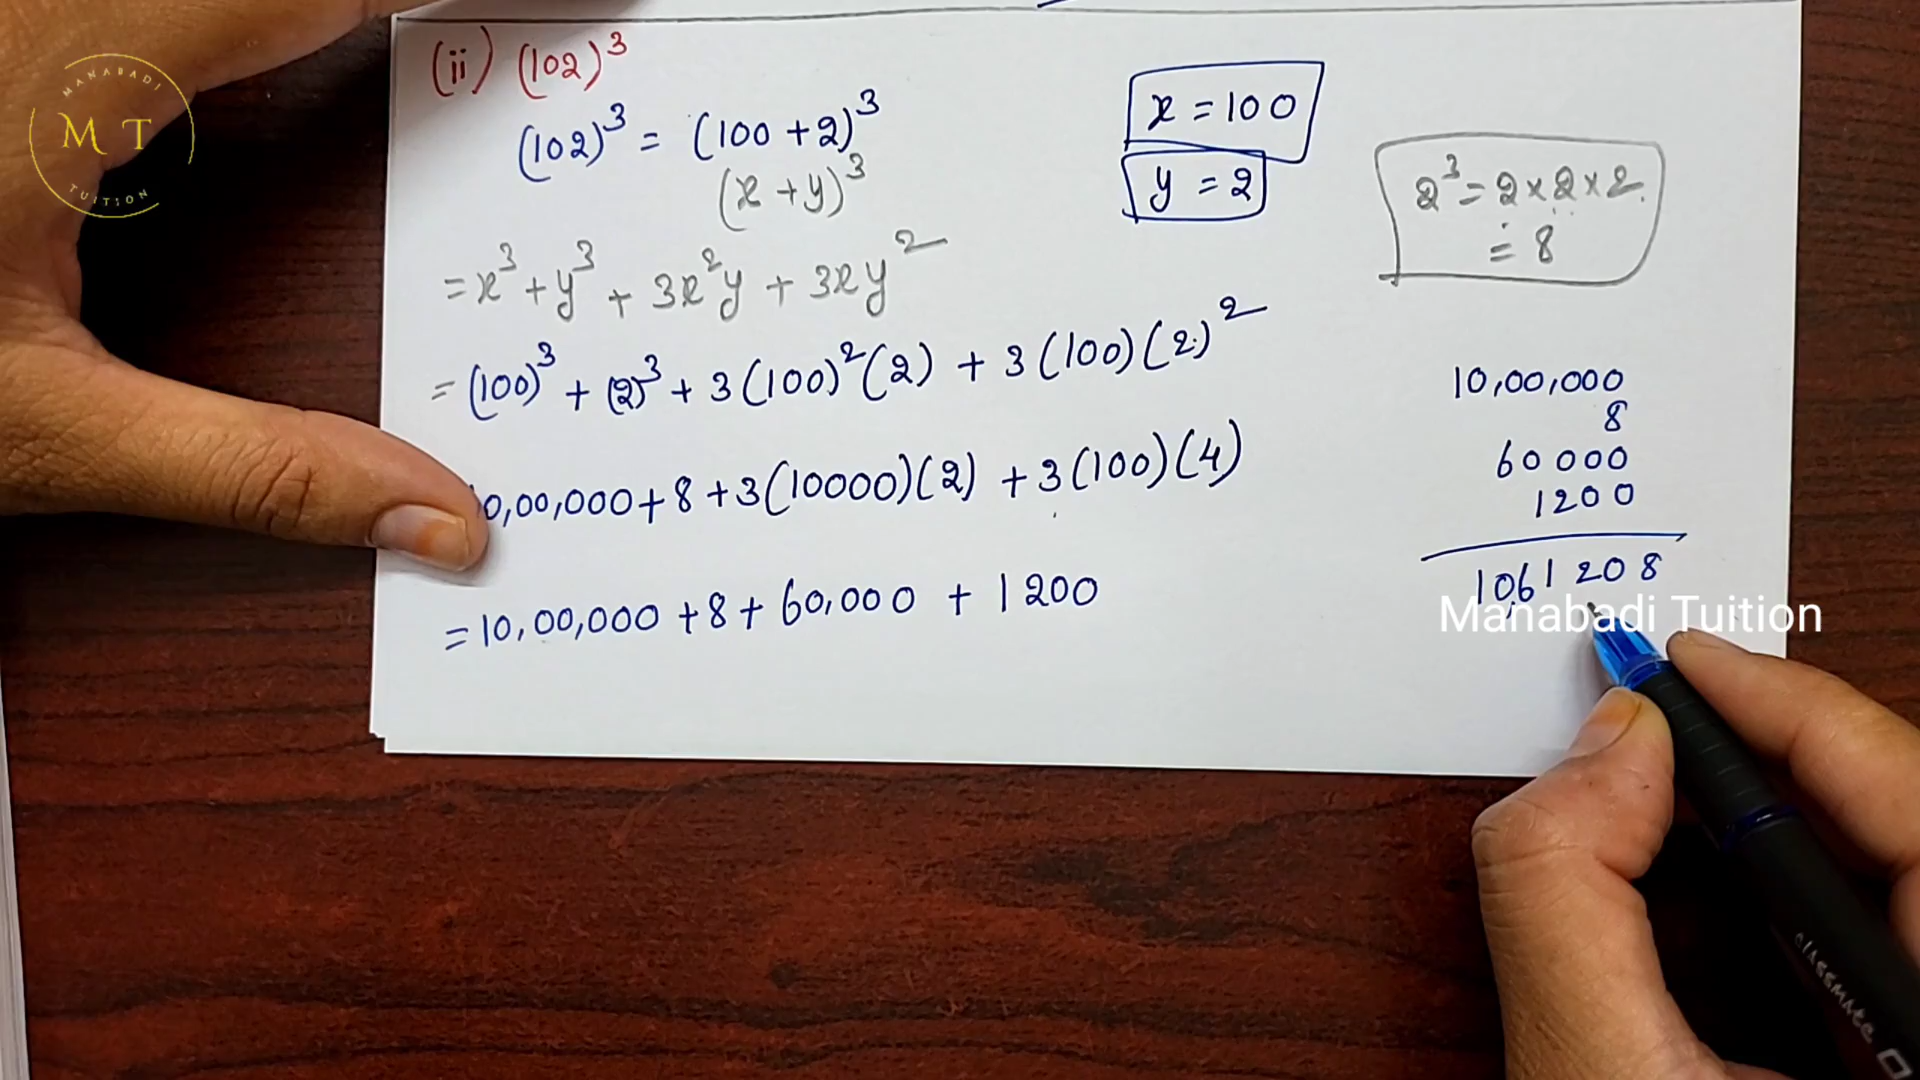 MANABADI
M T
TUITION
(ii) (102)³
(102)³ = (100 + 2)³
(x + y)³
= x³ + y³ + 3x²y + 3xy²
= (100)³ + (2)³ + 3(100)²(2) + 3(100)(2)²
0,00,000 + 8 + 3(10000)(2) + 3(100)(4)
= 10,00,000 + 8 + 60,000 + 1200
x = 100
y = 2
2³ = 2 × 2 × 2
= 8
10,00,000
8
60000
1200
1061208
Manabadi Tuition
classmate